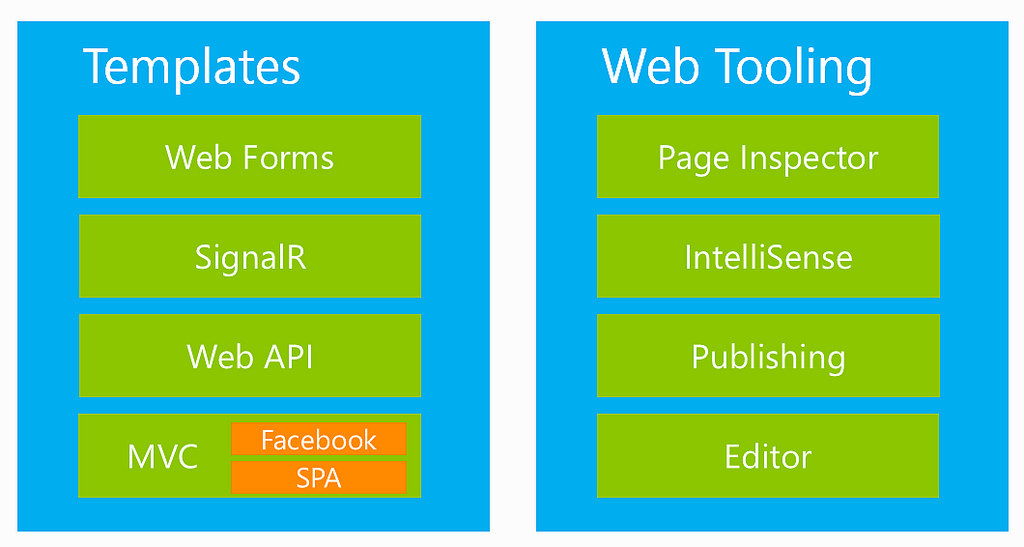 Templates
Web Forms
SignalR
Web API
MVC
Facebook
SPA
Web Tooling
Page Inspector
IntelliSense
Publishing
Editor